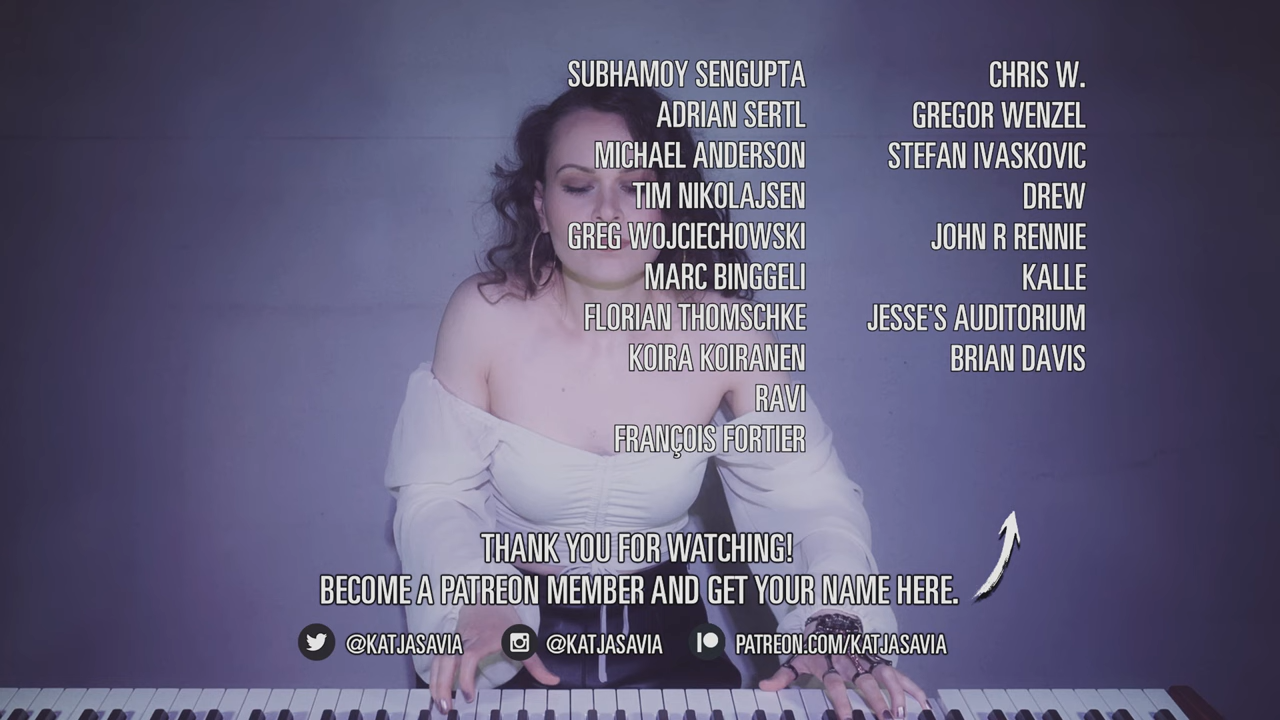 SUBHAMOY SENGUPTA
ADRIAN SERTL
MICHAEL ANDERSON
TIM NIKOLAJSEN
GREG WOJCIECHOWSKI
MARC BINGGELI
FLORIAN THOMSCHKE
KOIRA KOIRANEN
RAVI
FRANÇOIS FORTIER
CHRIS W.
GREGOR WENZEL
STEFAN IVASKOVIC
DREW
JOHN R RENNIE
KALLE
JESSE'S AUDITORIUM
BRIAN DAVIS
THANK YOU FOR WATCHING!
BECOME A PATREON MEMBER AND GET YOUR NAME HERE.
@KATJASAVIA @KATJASAVIA PATREON.COM/KATJASAVIA